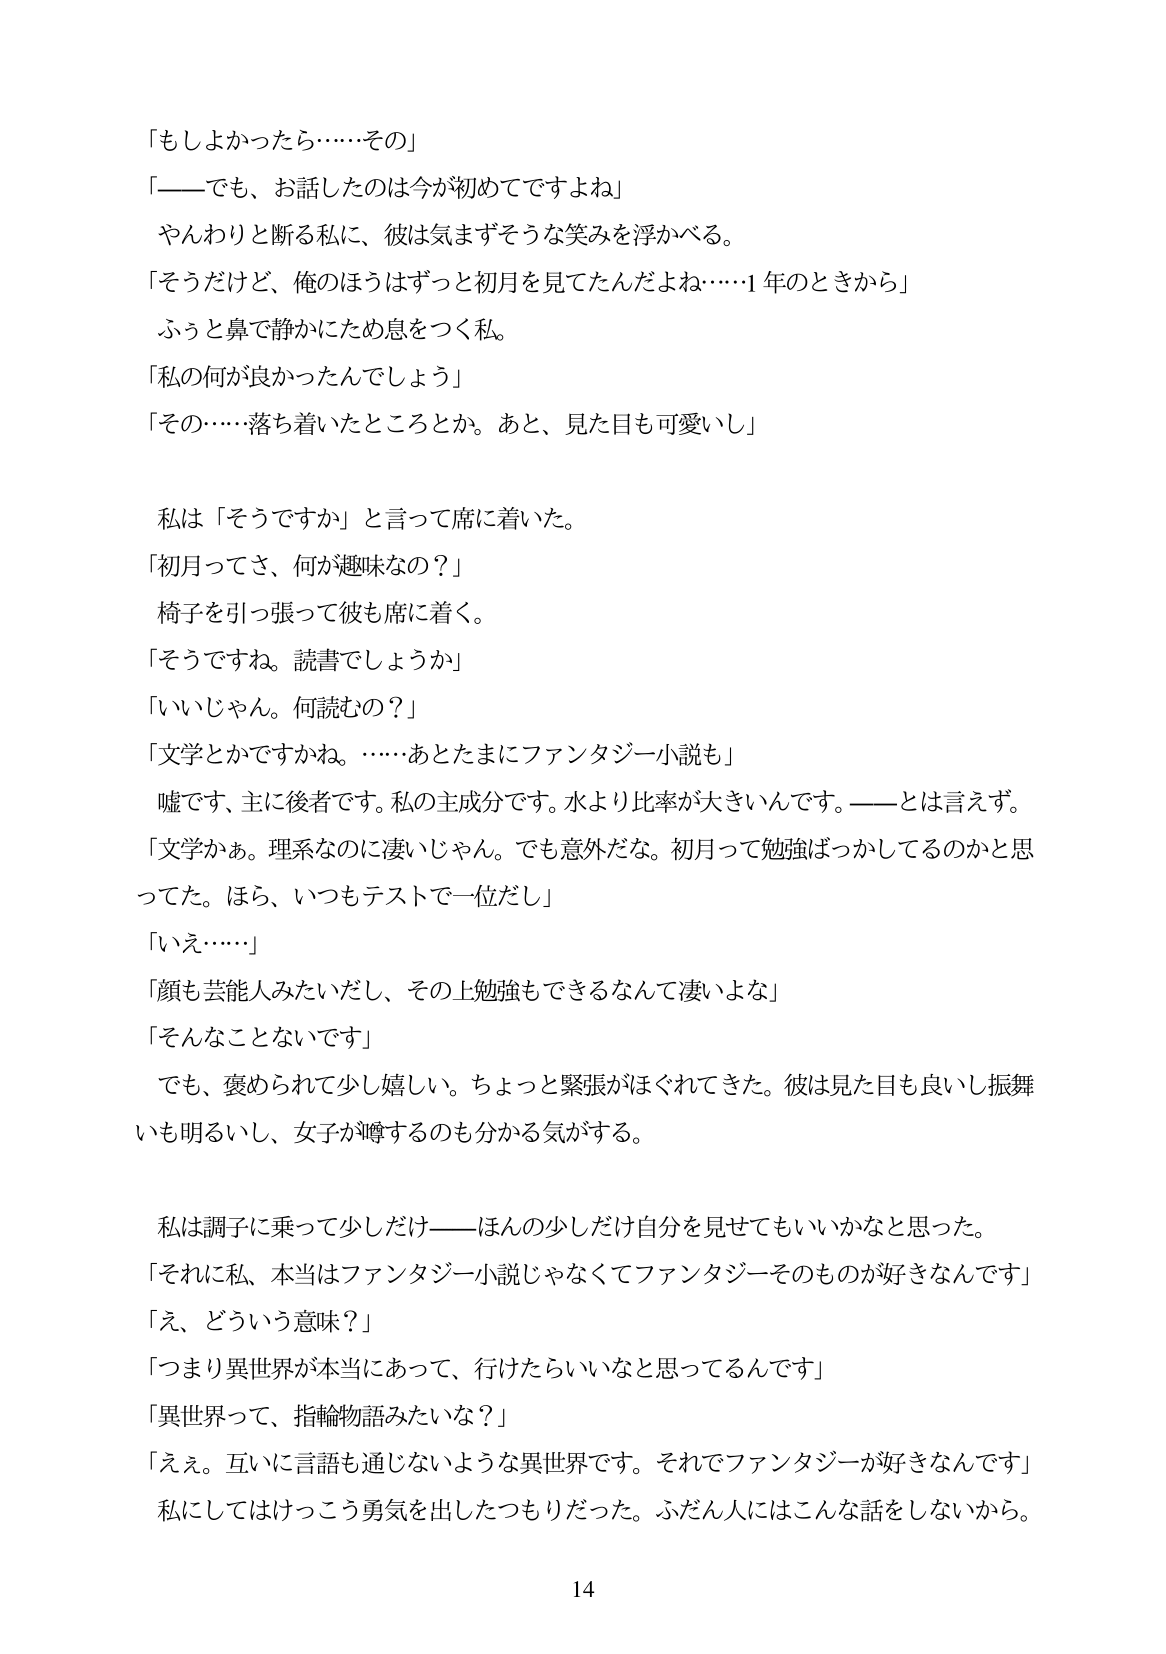 「もしよかったら……その」
「――でも、お話したのは今が初めてですよね」
　やんわりと断る私に、彼は気まずそうな笑みを浮かべる。
「そうだけど、俺のほうはずっと初月を見てたんだよね……1 年のときから」
　ふぅと鼻で静かにため息をつく私。
「私の何が良かったんでしょう」
「その……落ち着いたところとか。あと、見た目も可愛いし」

　私は「そうですか」と言って席に着いた。
「初月ってさ、何が趣味なの？」
　椅子を引っ張って彼も席に着く。
「そうですね。読書でしょうか」
「いいじゃん。何読むの？」
「文学とかですかね。……あとたまにファンタジー小説も」
　嘘です、主に後者です。私の主成分です。水より比率が大きいんです。――とは言えず。
「文学かぁ。理系なのに凄いじゃん。でも意外だな。初月って勉強ばっかしてるのかと思
ってた。ほら、いつもテストで一位だし」
「いえ……」
「顔も芸能人みたいだし、その上勉強もできるなんて凄いよな」
「そんなことないです」
　でも、褒められて少し嬉しい。ちょっと緊張がほぐれてきた。彼は見た目も良いし振舞
いも明るいし、女子が噂するのも分かる気がする。

　私は調子に乗って少しだけ――ほんの少しだけ自分を見せてもいいかなと思った。
「それに私、本当はファンタジー小説じゃなくてファンタジーそのものが好きなんです」
「え、どういう意味？」
「つまり異世界が本当にあって、行けたらいいなと思ってるんです」
「異世界って、指輪物語みたいな？」
「えぇ。互いに言語も通じないような異世界です。それでファンタジーが好きなんです」
　私にしてはけっこう勇気を出したつもりだった。ふだん人にはこんな話をしないから。
14